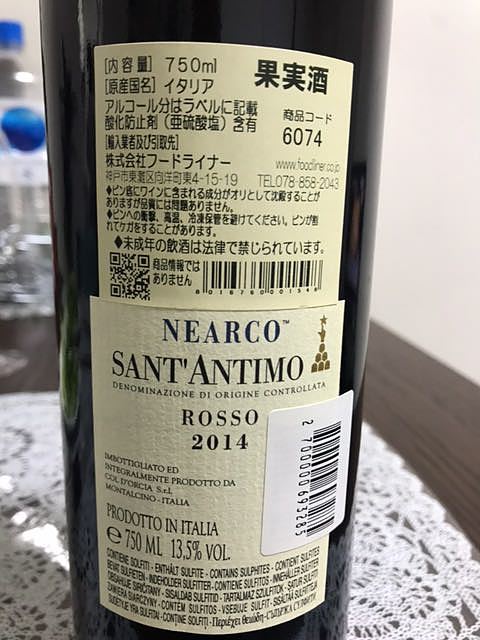 [内 容 量] 750ml 果実酒
[原産国名] イタリア
アルコール分はラベルに記載
酸化防止剤（亜硫酸塩）含有
商品コード
6074
[輸入業者及び引取先]
株式会社フードライナー
www.foodliner.co.jp
神戸市東灘区向洋町東4-15-19 TEL078-858-2043
●ビン底にワインに含まれる成分がオリとして沈殿することが
ありますが品質には問題ありません。
●ビンへの衝撃、高温、冷凍保管を避けてください。ビンが割
れてケガをすることがあります。
◆未成年の飲酒は法律で禁じられています。
商品情報では
ありません
NEARCO™
SANT'ANTIMO
DENOMINAZIONE DI ORIGINE CONTROLLATA
ROSSO
2014
IMBOTTIGLIATO ED
INTEGRALMENTE PRODOTTO DA
COL D'ORCIA S.r.l.
MONTALCINO - ITALIA
2 700000 693285
PRODOTTO IN ITALIA
e 750 ML 13,5% VOL.
CONTIENE SOLFITI - ENTHÄLT SULFITE - CONTAINS SULPHITES - CONTIENT SULFITES